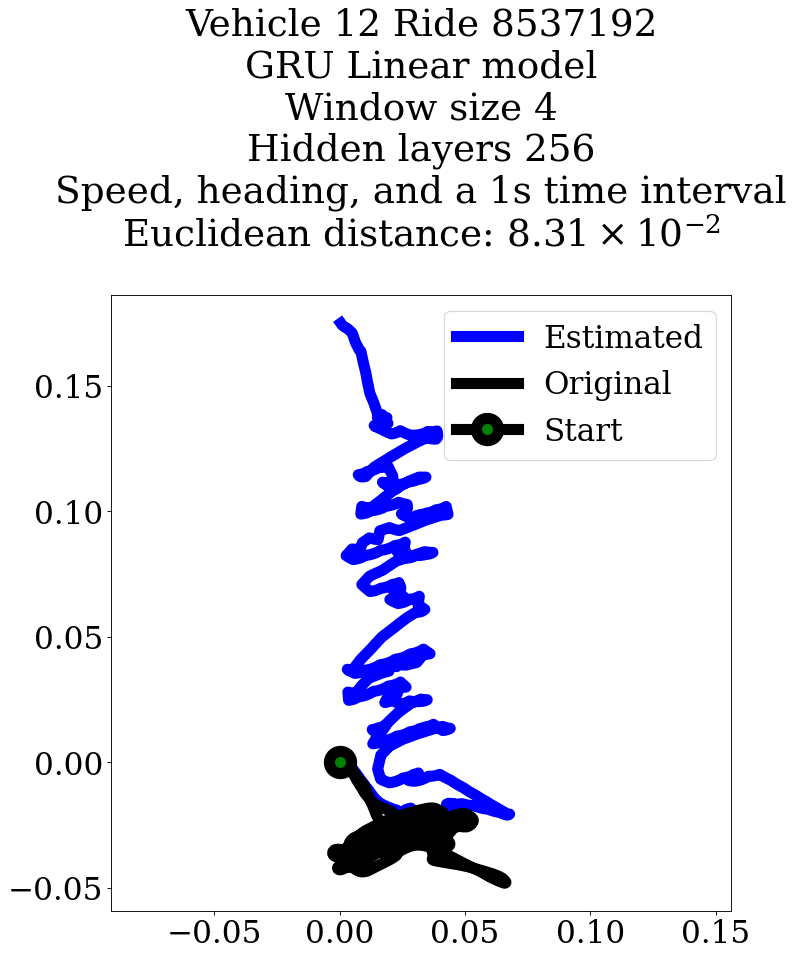 Vehicle 12 Ride 8537192
GRU Linear model
Window size 4
Hidden layers 256
Speed, heading, and a 1s time interval
Euclidean distance: 8.31 × 10⁻²
Estimated
Original
Start
0.15
0.10
0.05
0.00
−0.05
−0.05 0.00 0.05 0.10 0.15